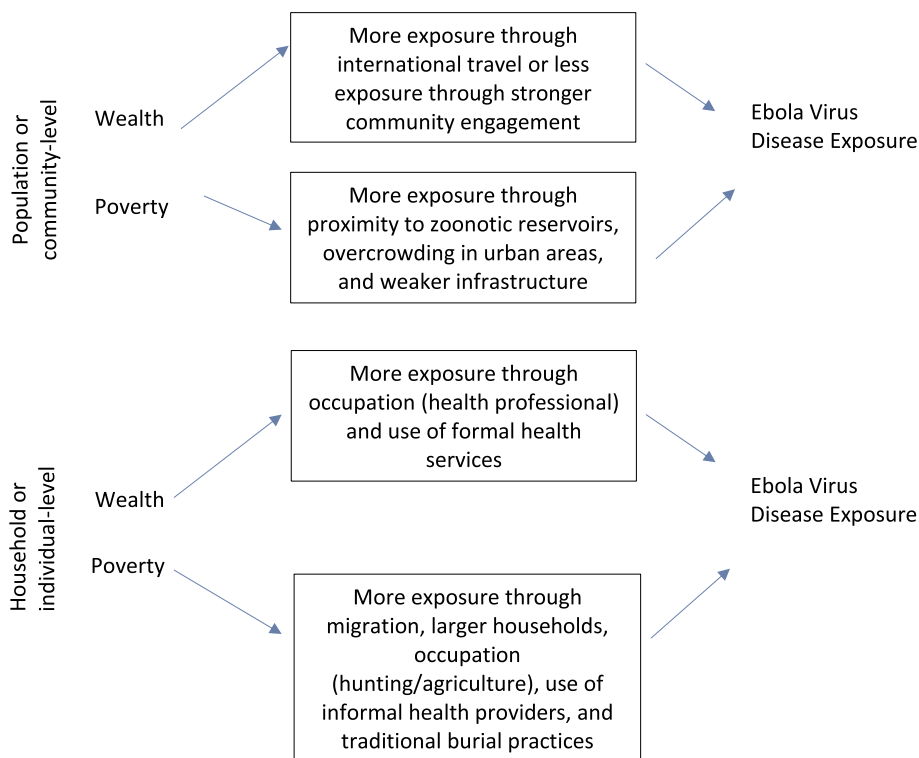 Population or
community-level
Wealth
Poverty
More exposure through
international travel or less
exposure through stronger
community engagement
More exposure through
proximity to zoonotic reservoirs,
overcrowding in urban areas,
and weaker infrastructure
Ebola Virus
Disease Exposure
Household or
individual-level
Wealth
Poverty
More exposure through
occupation (health professional)
and use of formal health
services
More exposure through
migration, larger households,
occupation
(hunting/agriculture), use of
informal health providers, and
traditional burial practices
Ebola Virus
Disease Exposure